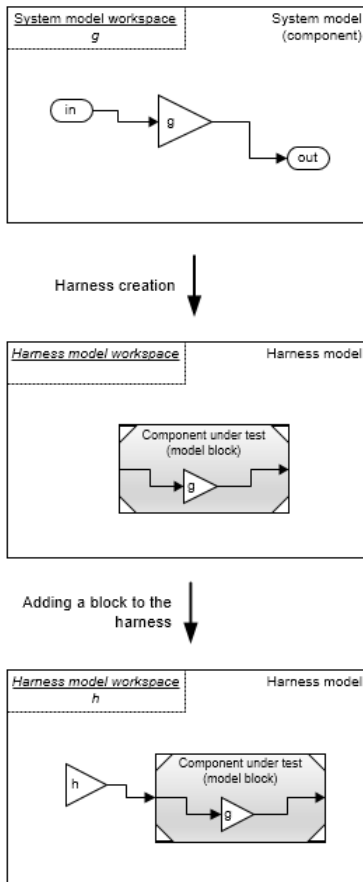 System model workspace
g
System model
(component)
in
g
out
Harness creation
Harness model workspace
Harness model
Component under test
(model block)
g
Adding a block to the
harness
Harness model workspace
h
Harness model
h
Component under test
(model block)
g